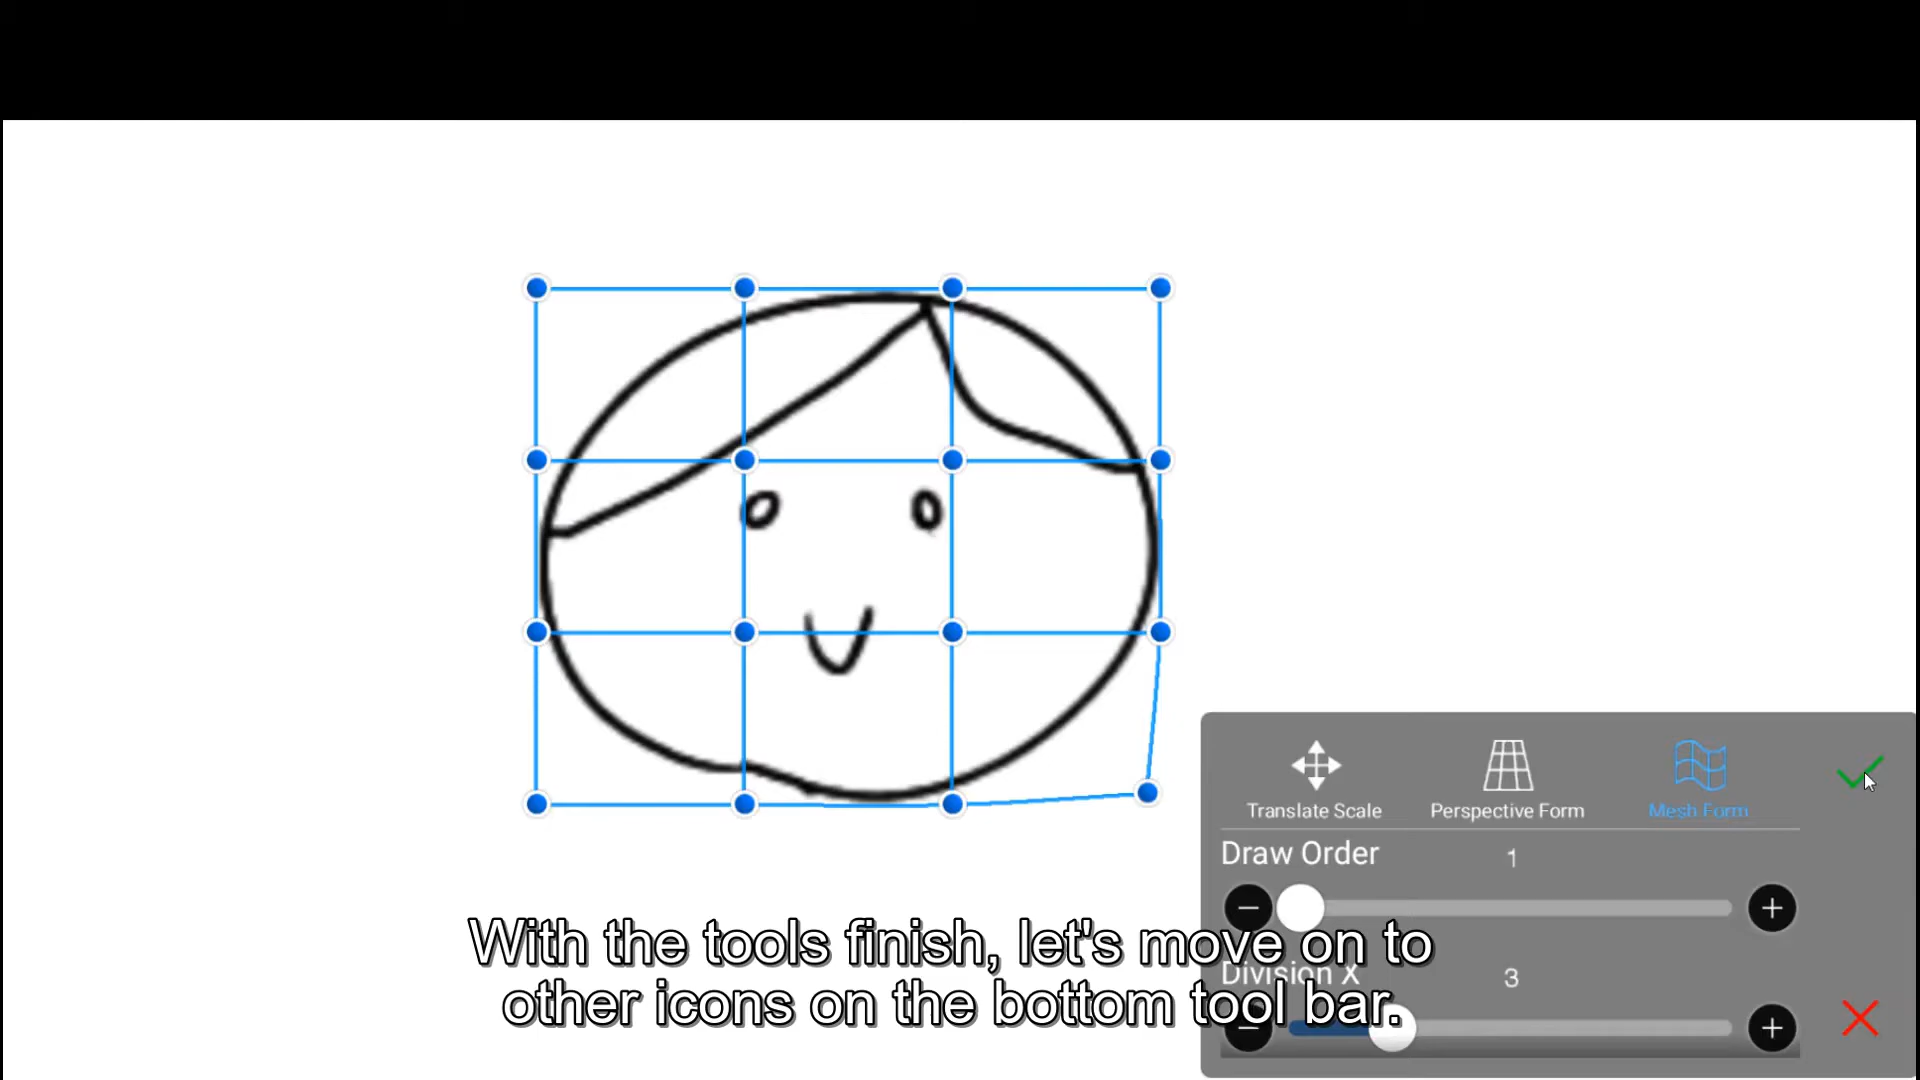 Translate Scale
Perspective Form
Mesh Form
Draw Order
1
Division X
3
With the tools finish, let's move on to
other icons on the bottom tool bar.